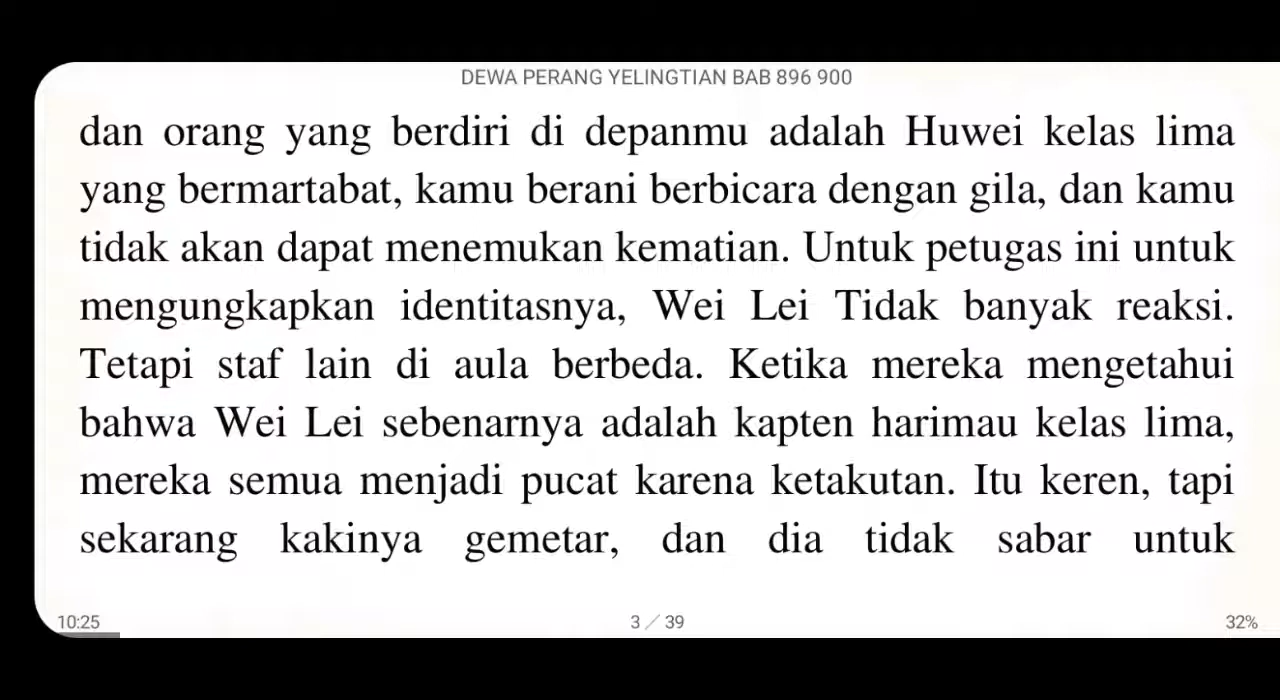 DEWA PERANG YELINGTIAN BAB 896 900
dan orang yang berdiri di depanmu adalah Huwei kelas lima
yang bermartabat, kamu berani berbicara dengan gila, dan kamu
tidak akan dapat menemukan kematian. Untuk petugas ini untuk
mengungkapkan identitasnya, Wei Lei Tidak banyak reaksi.
Tetapi staf lain di aula berbeda. Ketika mereka mengetahui
bahwa Wei Lei sebenarnya adalah kapten harimau kelas lima,
mereka semua menjadi pucat karena ketakutan. Itu keren, tapi
sekarang kakinya gemetar, dan dia tidak sabar untuk
10:25
3 / 39
32%